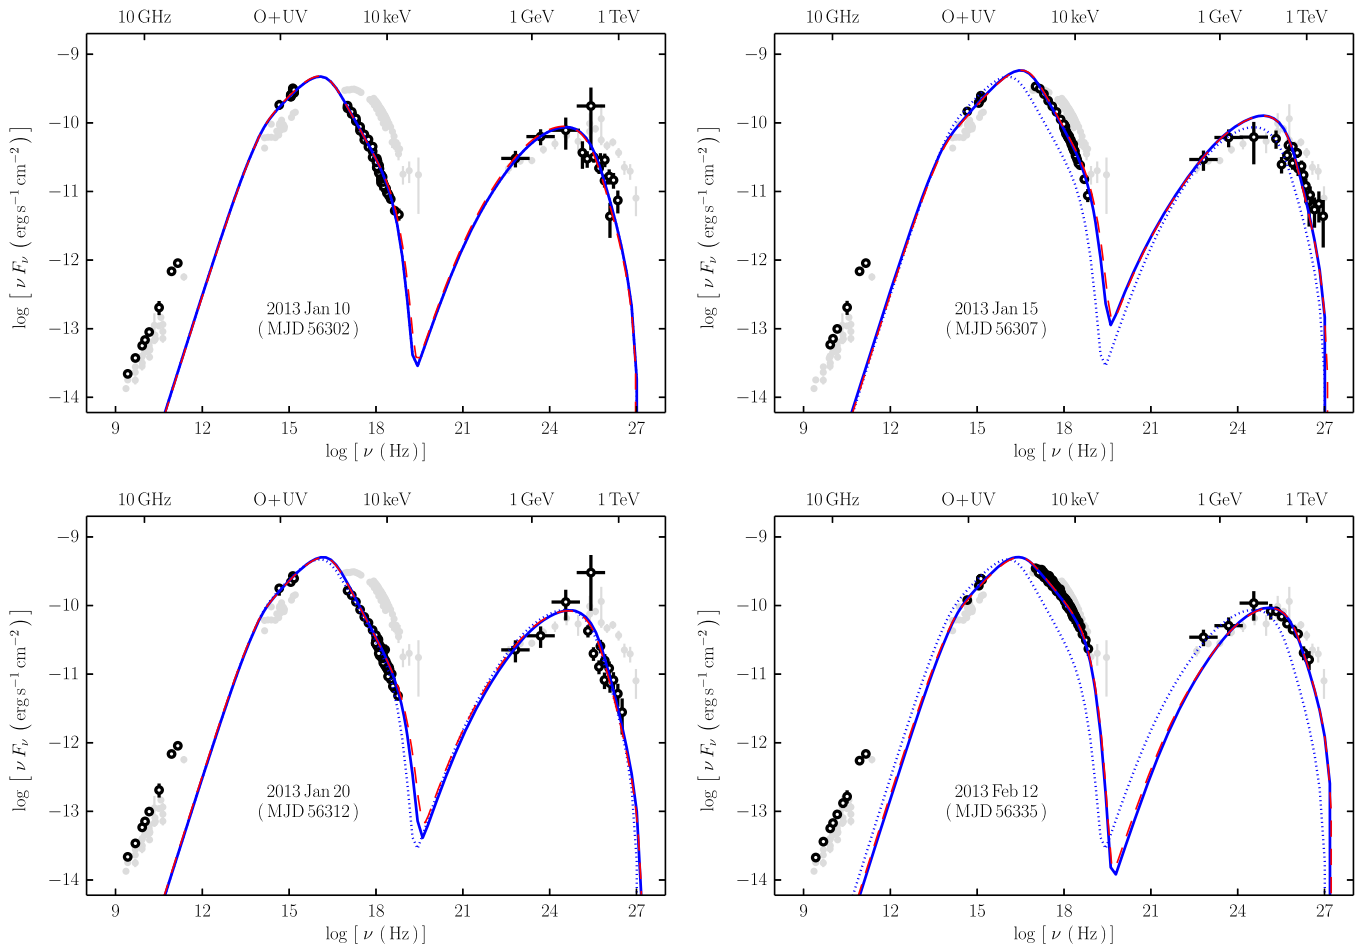 10 GHz O+UV 10 keV 1 GeV 1 TeV
−9
−10
−11
−12
−13
−14
log [ ν Fν ( erg s−1 cm−2 ) ]
2013 Jan 10
( MJD 56302 )
9 12 15 18 21 24 27
log [ ν ( Hz ) ]
10 GHz O+UV 10 keV 1 GeV 1 TeV
−9
−10
−11
−12
−13
−14
log [ ν Fν ( erg s−1 cm−2 ) ]
2013 Jan 15
( MJD 56307 )
9 12 15 18 21 24 27
log [ ν ( Hz ) ]
10 GHz O+UV 10 keV 1 GeV 1 TeV
−9
−10
−11
−12
−13
−14
log [ ν Fν ( erg s−1 cm−2 ) ]
2013 Jan 20
( MJD 56312 )
9 12 15 18 21 24 27
log [ ν ( Hz ) ]
10 GHz O+UV 10 keV 1 GeV 1 TeV
−9
−10
−11
−12
−13
−14
log [ ν Fν ( erg s−1 cm−2 ) ]
2013 Feb 12
( MJD 56335 )
9 12 15 18 21 24 27
log [ ν ( Hz ) ]